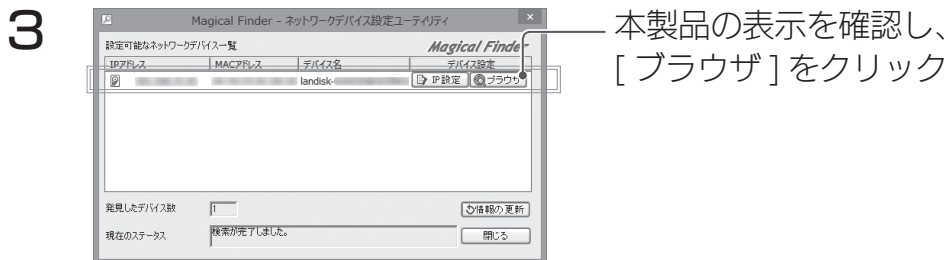 3
Magical Finder - ネットワークデバイス設定ユーティリティ
設定可能なネットワークデバイス一覧 Magical Finder
IPアドレス MACアドレス デバイス名 デバイス設定
landisk- IP設定 ブラウザ
発見したデバイス数 1 情報の更新
現在のステータス 検索が完了しました。 閉じる
本製品の表示を確認し、
[ ブラウザ ] をクリック